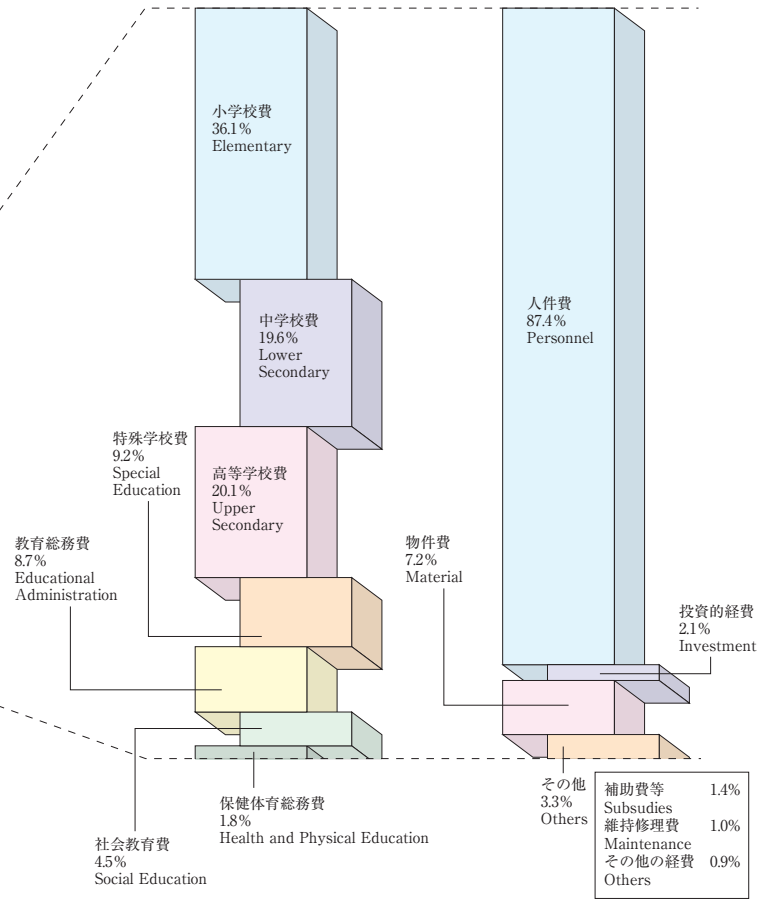 小学校費
36.1%
Elementary
中学校費
19.6%
Lower
Secondary
特殊学校費
9.2%
Special
Education
高等学校費
20.1%
Upper
Secondary
教育総務費
8.7%
Educational
Administration
社会教育費
4.5%
Social Education
保健体育総務費
1.8%
Health and Physical Education
人件費
87.4%
Personnel
物件費
7.2%
Material
投資的経費
2.1%
Investment
その他
3.3%
Others
補助費等 1.4%
Subsudies
維持修理費 1.0%
Maintenance
その他の経費 0.9%
Others